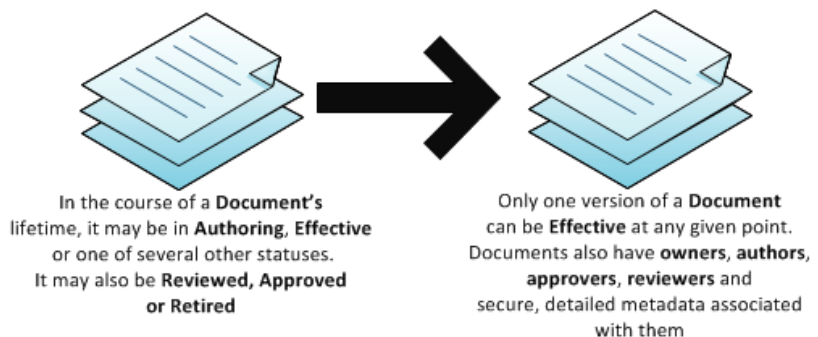 In the course of a Document's
lifetime, it may be in Authoring, Effective
or one of several other statuses.
It may also be Reviewed, Approved
or Retired
Only one version of a Document
can be Effective at any given point.
Documents also have owners, authors,
approvers, reviewers and
secure, detailed metadata associated
with them